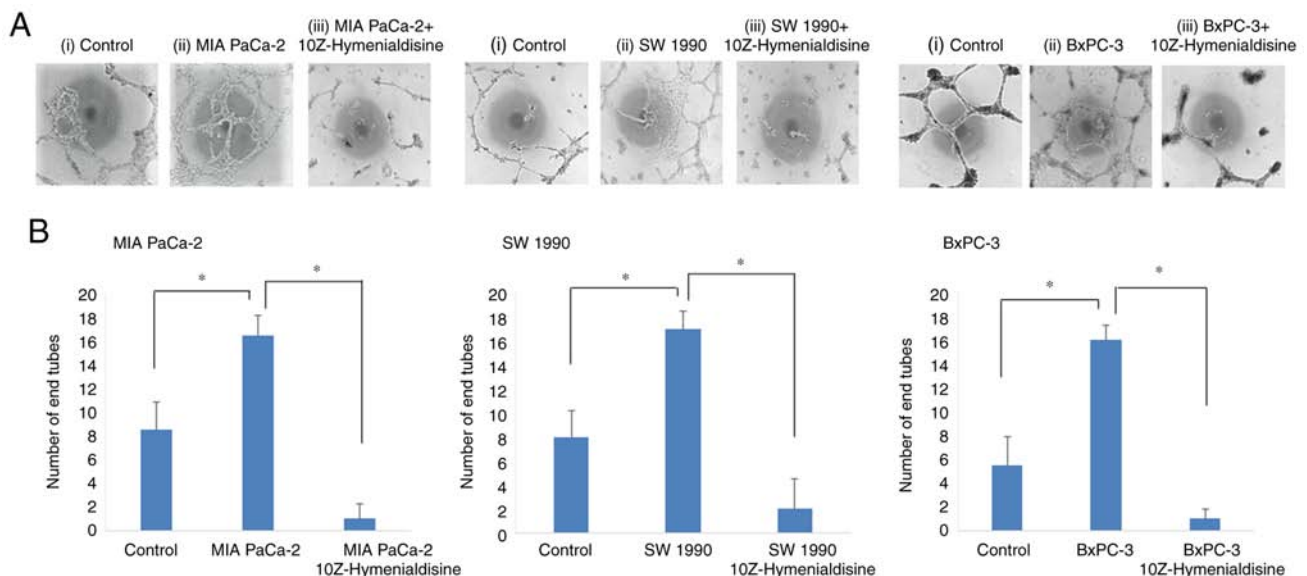 A
(i) Control
(ii) MIA PaCa-2
(iii) MIA PaCa-2+
10Z-Hymenialdisine
(i) Control
(ii) SW 1990
(iii) SW 1990+
10Z-Hymenialdisine
(i) Control
(ii) BxPC-3
(iii) BxPC-3+
10Z-Hymenialdisine
B
MIA PaCa-2
*
*
Number of end tubes
20
18
16
14
12
10
8
6
4
2
0
Control
MIA PaCa-2
MIA PaCa-2
10Z-Hymenialdisine
SW 1990
*
*
Number of end tubes
20
18
16
14
12
10
8
6
4
2
0
Control
SW 1990
SW 1990
10Z-Hymenialdisine
BxPC-3
*
*
Number of end tubes
20
18
16
14
12
10
8
6
4
2
0
Control
BxPC-3
BxPC-3
10Z-Hymenialdisine